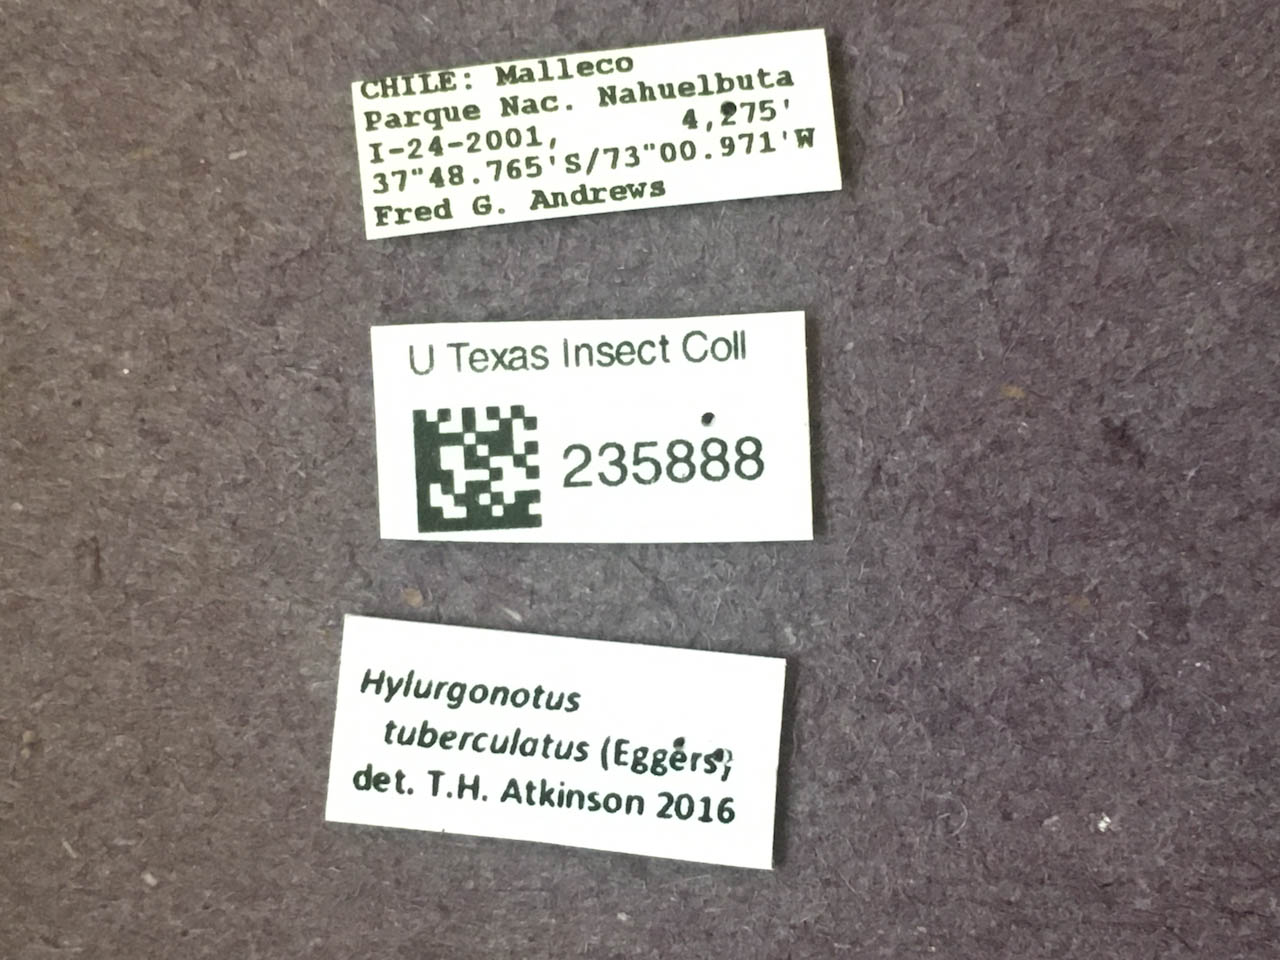 CHILE: Malleco
Parque Nac. Nahuelbuta
I-24-2001, 4,275'
37"48.765'S/73"00.971'W
Fred G. Andrews
U Texas Insect Coll
235888
Hylurgonotus
tuberculatus (Eggers)
det. T.H. Atkinson 2016